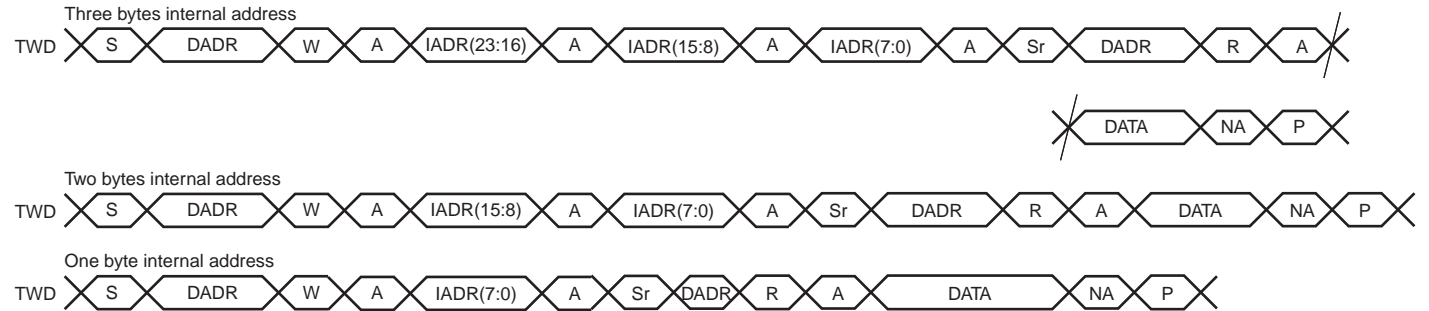 Three bytes internal address
TWD S DADR W A IADR(23:16) A IADR(15:8) A IADR(7:0) A Sr DADR R A
DATA NA P
Two bytes internal address
TWD S DADR W A IADR(15:8) A IADR(7:0) A Sr DADR R A DATA NA P
One byte internal address
TWD S DADR W A IADR(7:0) A Sr DADR R A DATA NA P